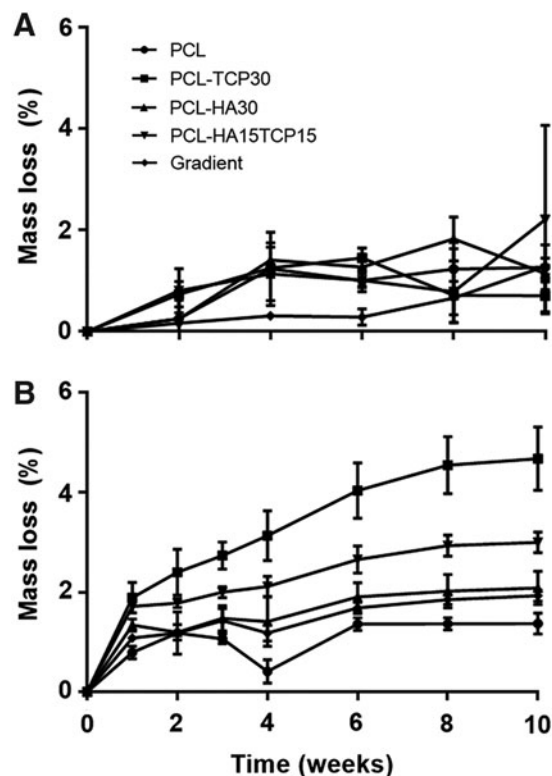 A
6
PCL
PCL-TCP30
PCL-HA30
PCL-HA15TCP15
Gradient
4
2
0
Mass loss (%)
B
6
4
2
0
Mass loss (%)
0 2 4 6 8 10
Time (weeks)